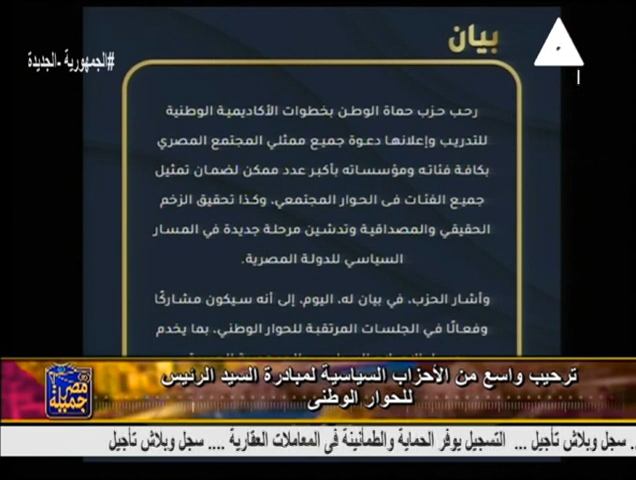 بيان
#الجمهورية -الجديدة
رحب حزب حماة الوطن بخطوات الأكاديمية الوطنية
للتدريب وإعلانها دعوة جميع ممثلي المجتمع المصري
بكافة فئاته ومؤسساته بأكبر عدد ممكن لضمان تمثيل
جميع الفئات فى الحوار المجتمعي، وكذا تحقيق الزخم
الحقيقي والمصداقية وتدشين مرحلة جديدة في المسار
السياسي للدولة المصرية.
وأشار الحزب، في بيان له، اليوم، إلى أنه سيكون مشاركًا
وفعالًا في الجلسات المرتقبة للحوار الوطني، بما يخدم
ترحيب واسع من الأحزاب السياسية لمبادرة السيد الرئيس
للحوار الوطنى
مصر جميلة
.. سجل وبلاش تأجيل ... التسجيل يوفر الحماية والطمأنينة فى المعاملات العقارية .... سجل وبلاش تأجيل